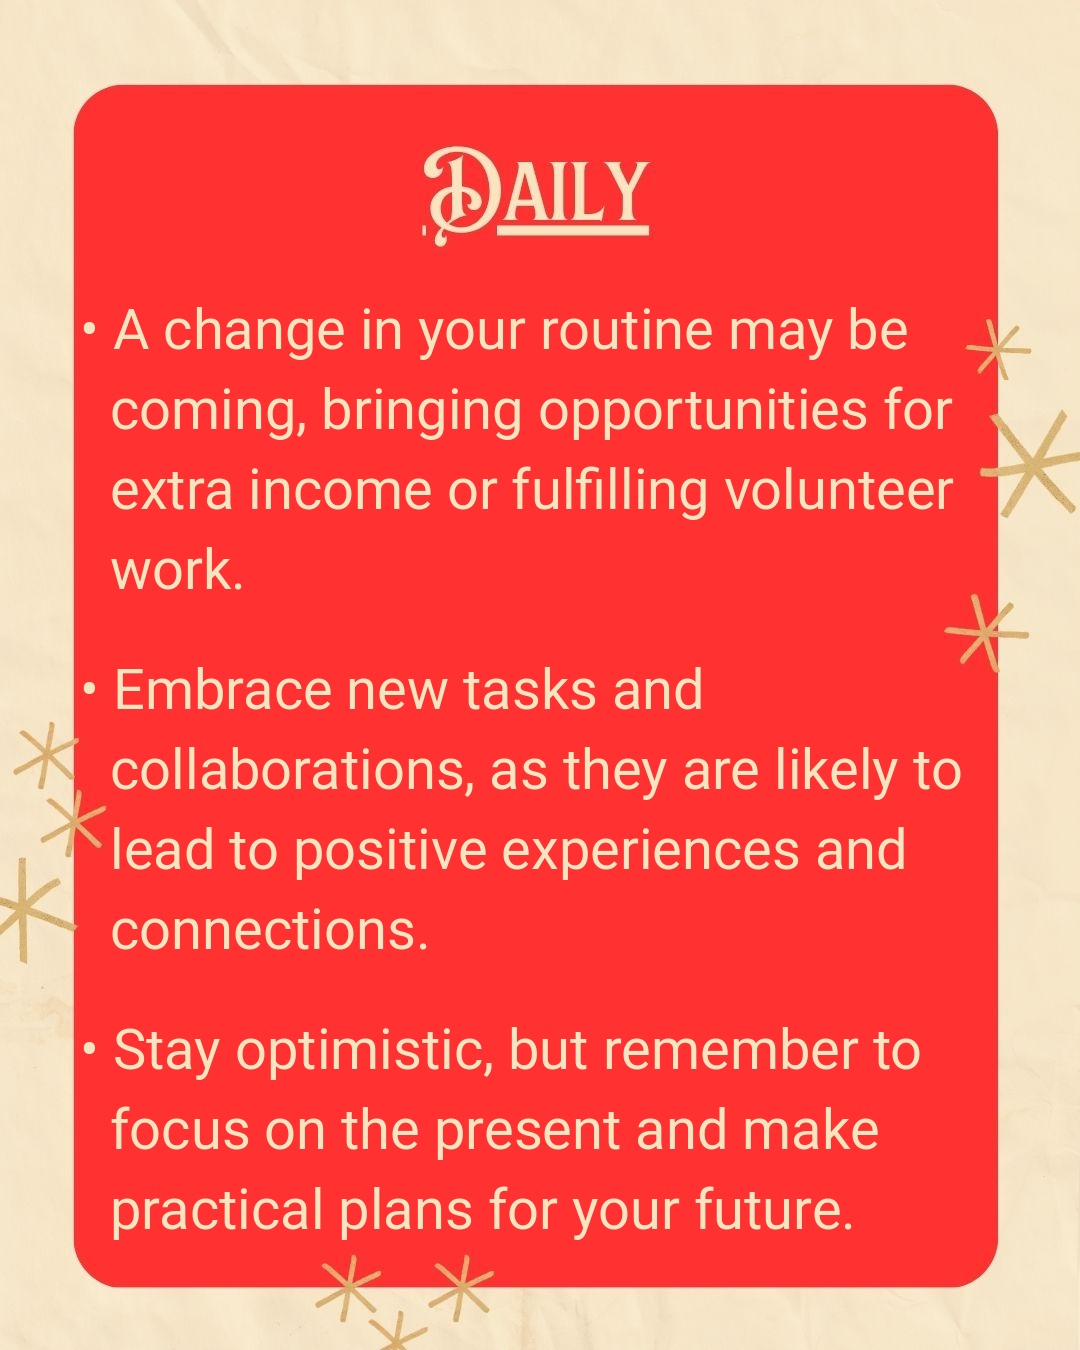 Daily
• A change in your routine may be
coming, bringing opportunities for
extra income or fulfilling volunteer
work.
• Embrace new tasks and
collaborations, as they are likely to
lead to positive experiences and
connections.
• Stay optimistic, but remember to
focus on the present and make
practical plans for your future.